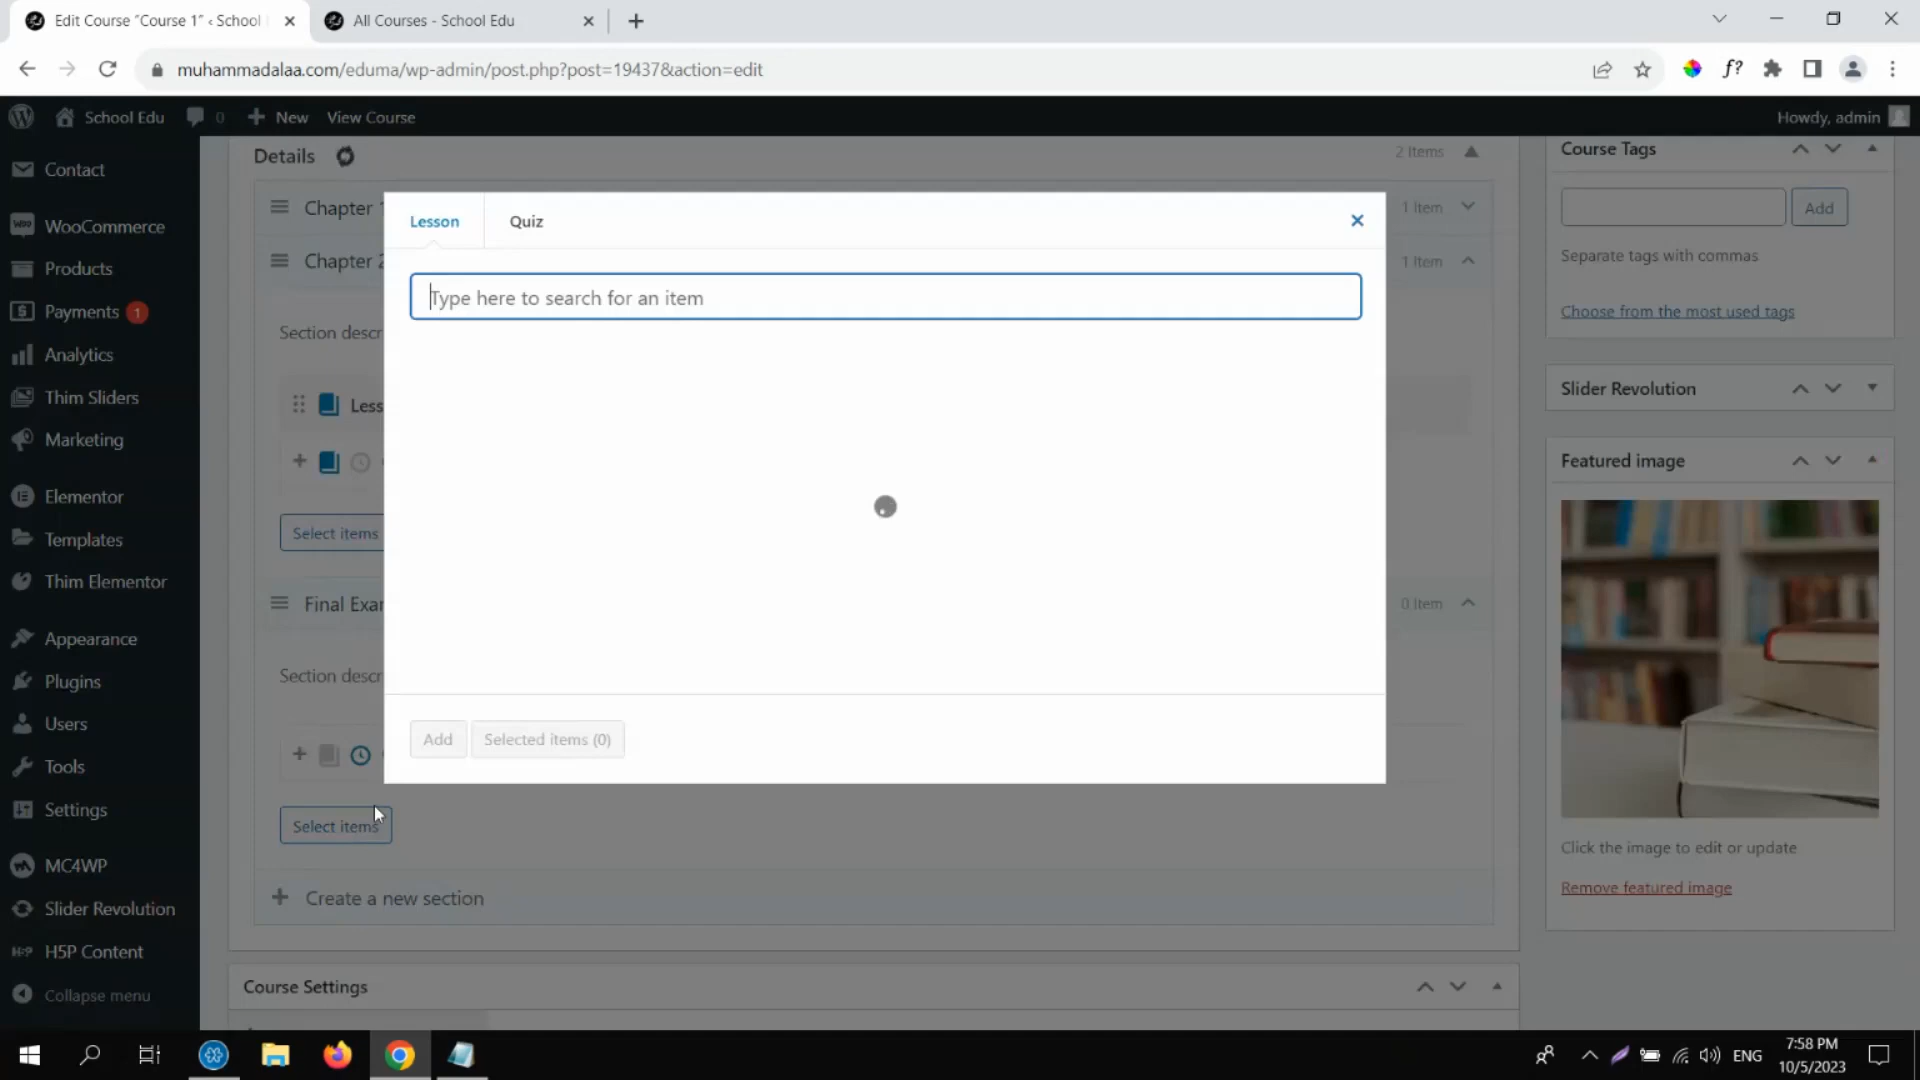 Edit Course "Course 1" ‹ School
All Courses - School Edu
muhammadalaa.com/eduma/wp-admin/post.php?post=19437&action=edit
f?
School Edu
0
New
View Course
Howdy, admin
Contact
WooCommerce
Products
Payments 1
Analytics
Thim Sliders
Marketing
Elementor
Templates
Thim Elementor
Appearance
Plugins
Users
Tools
Settings
MC4WP
Slider Revolution
H5P Content
Collapse menu
Details
2 Items
Chapter 1
1 Item
Chapter 2
1 Item
Section descr
Less
Select items
Final Exam
0 Item
Section descr
Select items
Create a new section
Course Settings
Lesson
Quiz
Type here to search for an item
Add
Selected items (0)
Course Tags
Add
Separate tags with commas
Choose from the most used tags
Slider Revolution
Featured image
Click the image to edit or update
Remove featured image
ENG
7:58 PM
10/5/2023